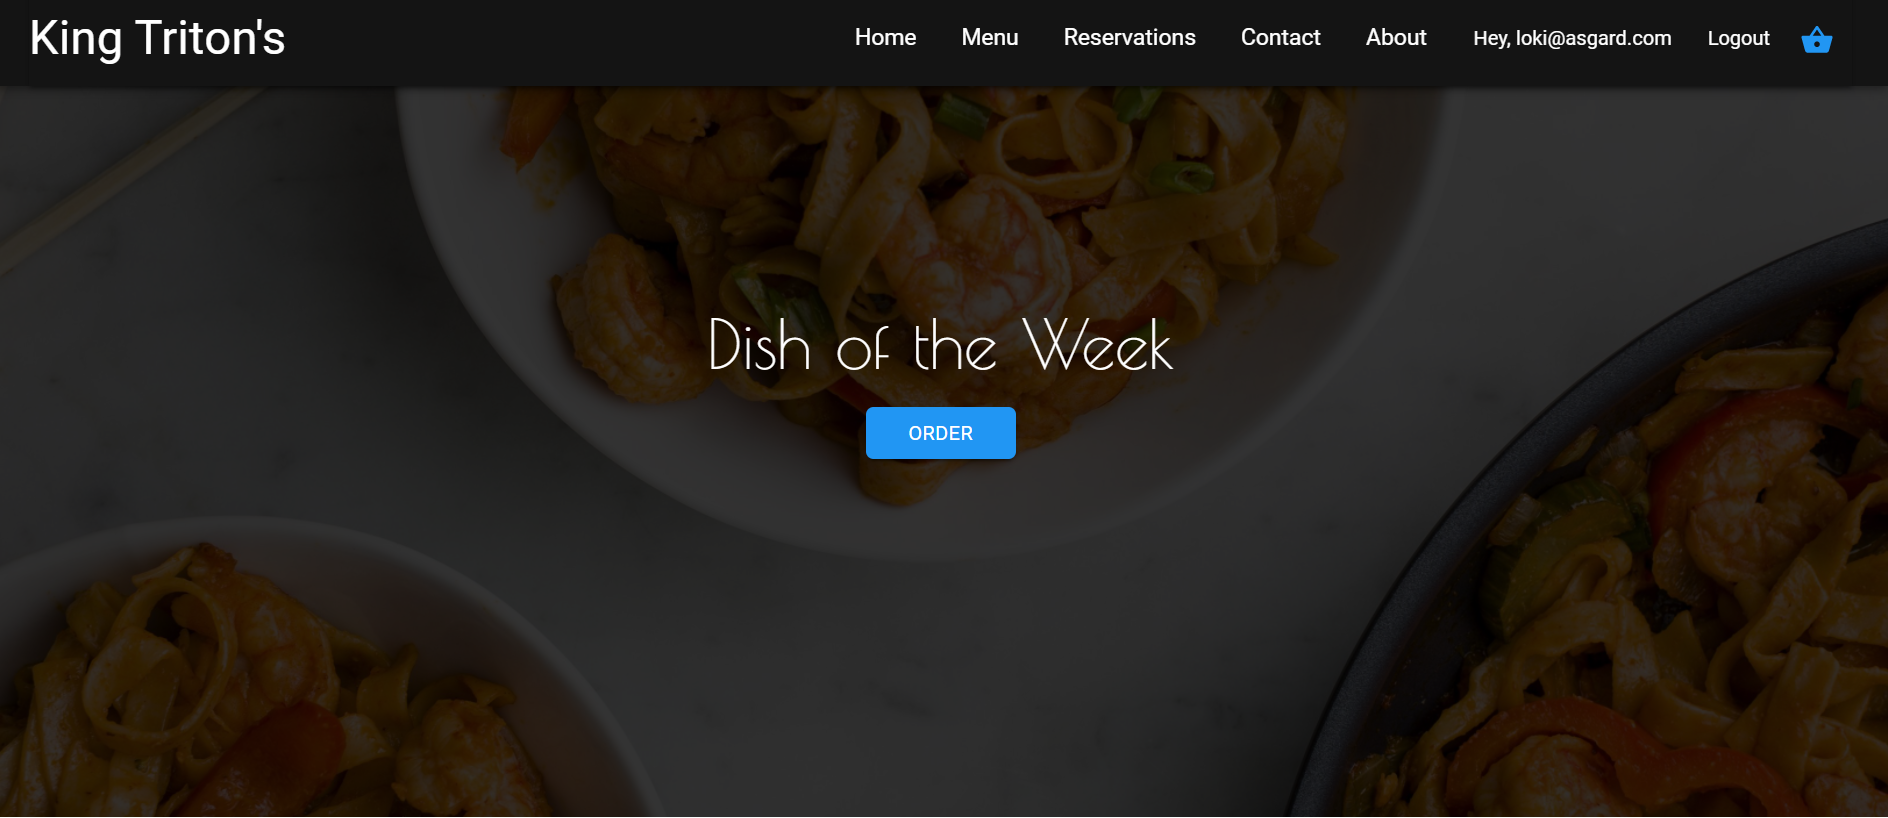 King Triton's
Home Menu Reservations Contact About Hey, loki@asgard.com Logout
Dish of the Week
ORDER